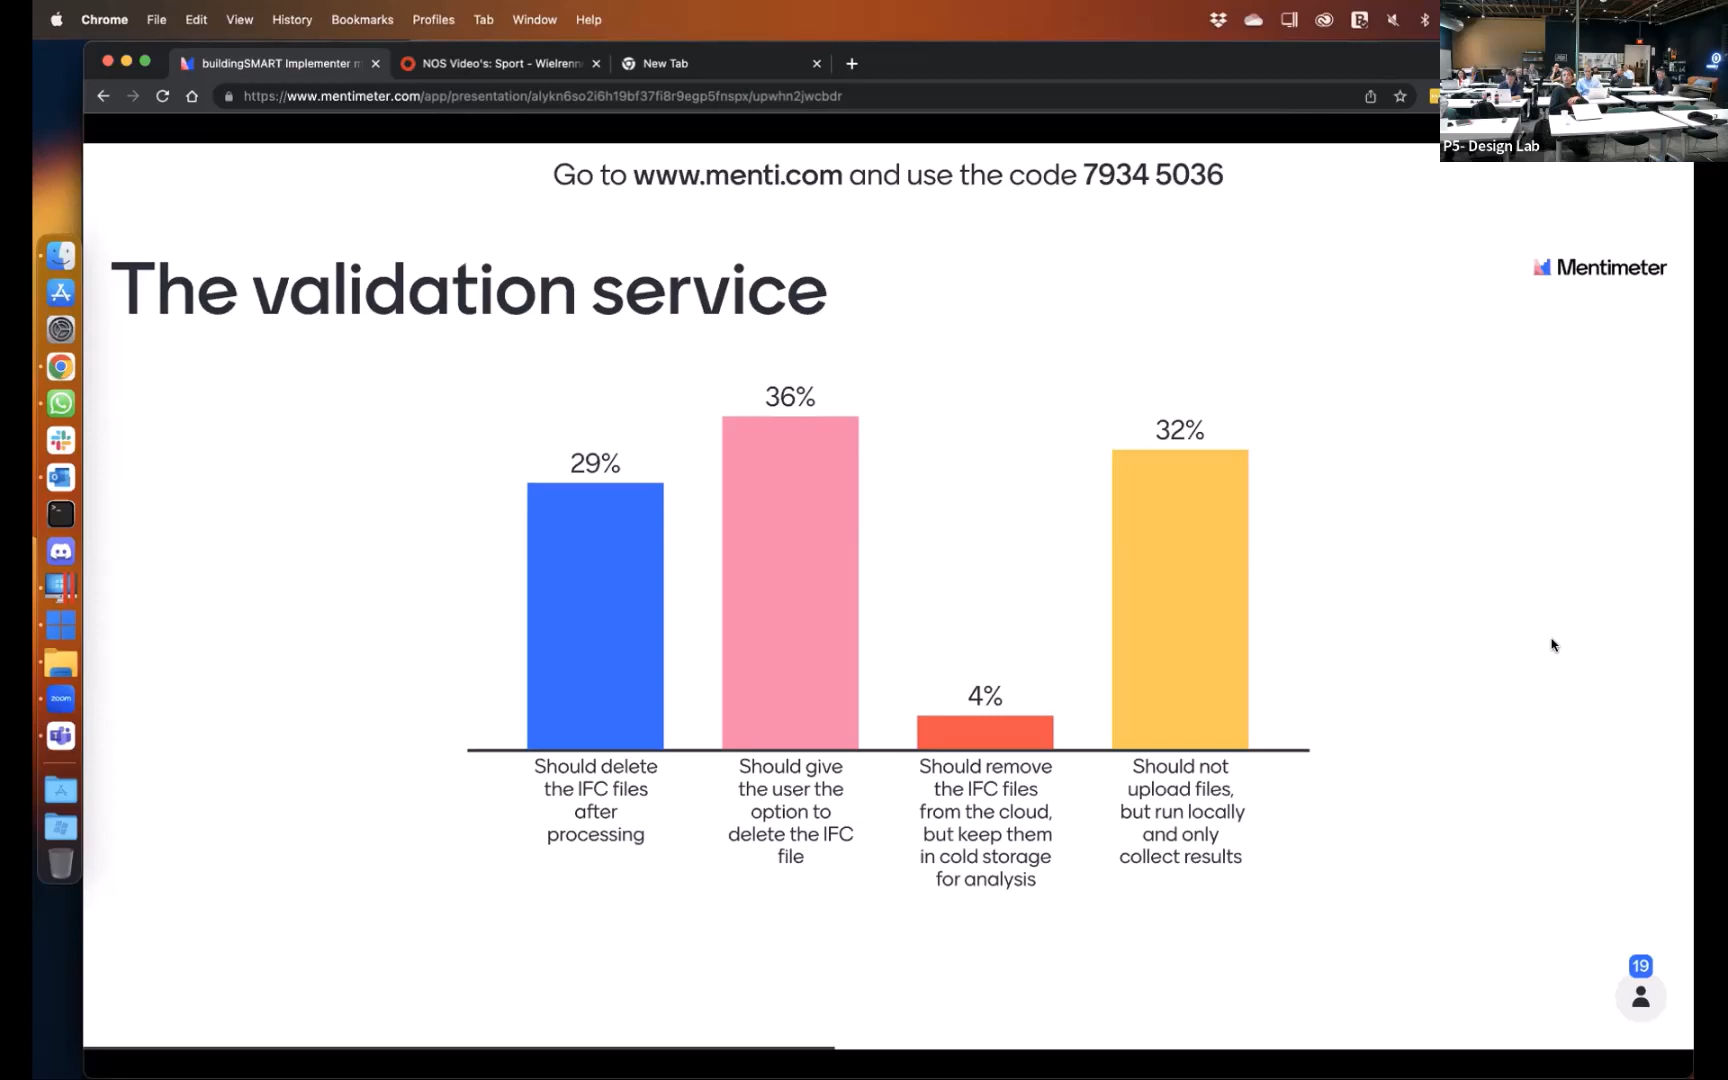 Chrome File Edit View History Bookmarks Profiles Tab Window Help
buildingSMART Implementer m
NOS Video's: Sport - Wielrenn
New Tab
https://www.mentimeter.com/app/presentation/alykn6so2i6h19bf37fi8r9egp5fnspx/upwhn2jwcbdr
P5- Design Lab
Go to www.menti.com and use the code 7934 5036
The validation service
Mentimeter
29%
36%
4%
32%
Should delete
the IFC files
after
processing
Should give
the user the
option to
delete the IFC
file
Should remove
the IFC files
from the cloud,
but keep them
in cold storage
for analysis
Should not
upload files,
but run locally
and only
collect results
zoom
19